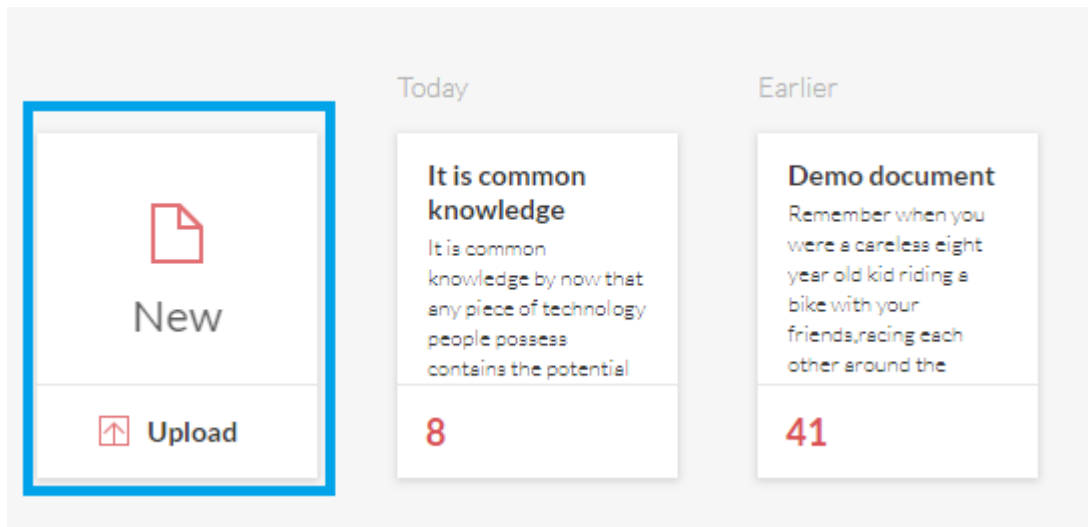 Today
Earlier
New
Upload
It is common
knowledge
It is common
knowledge by now that
any piece of technology
people possess
contains the potential
8
Demo document
Remember when you
were a careless eight
year old kid riding a
bike with your
friends,racing each
other around the
41